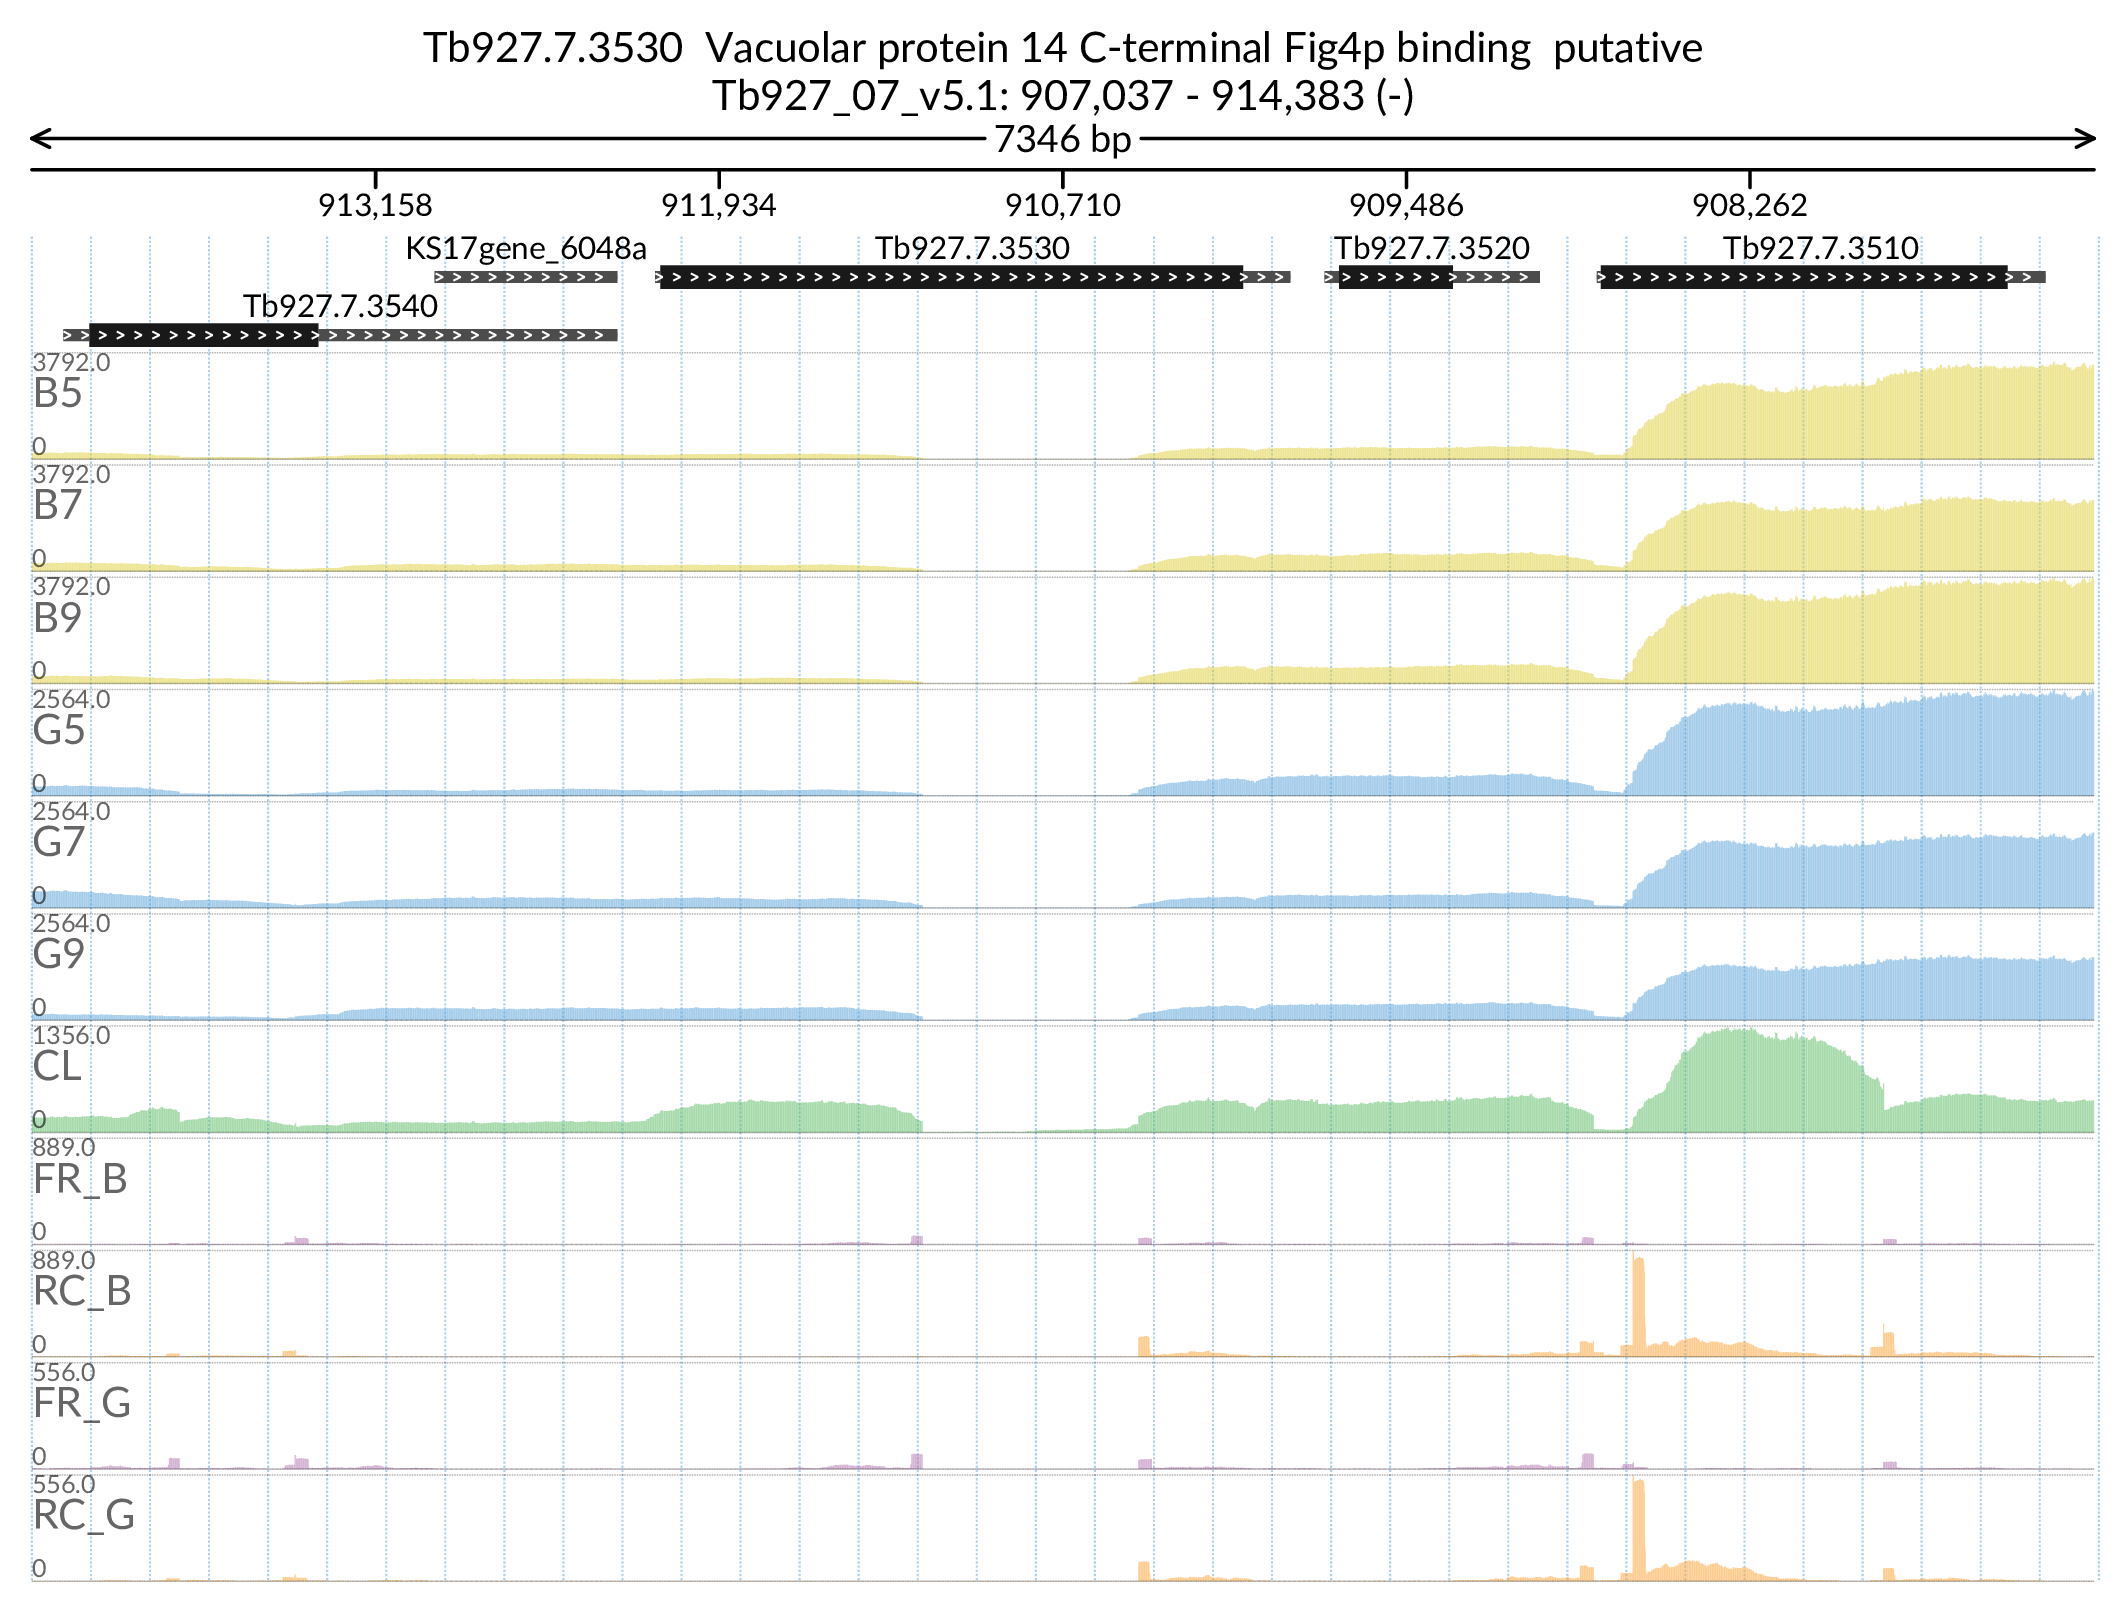 Tb927.7.3530  Vacuolar protein 14 C-terminal Fig4p binding  putative
Tb927_07_v5.1: 907,037 - 914,383 (-)
7346 bp
913,158 911,934 910,710 909,486 908,262
KS17gene_6048a Tb927.7.3530 Tb927.7.3520 Tb927.7.3510
Tb927.7.3540
3792.0
B5
0
3792.0
B7
0
3792.0
B9
0
2564.0
G5
0
2564.0
G7
0
2564.0
G9
0
1356.0
CL
0
889.0
FR_B
0
889.0
RC_B
0
556.0
FR_G
0
556.0
RC_G
0